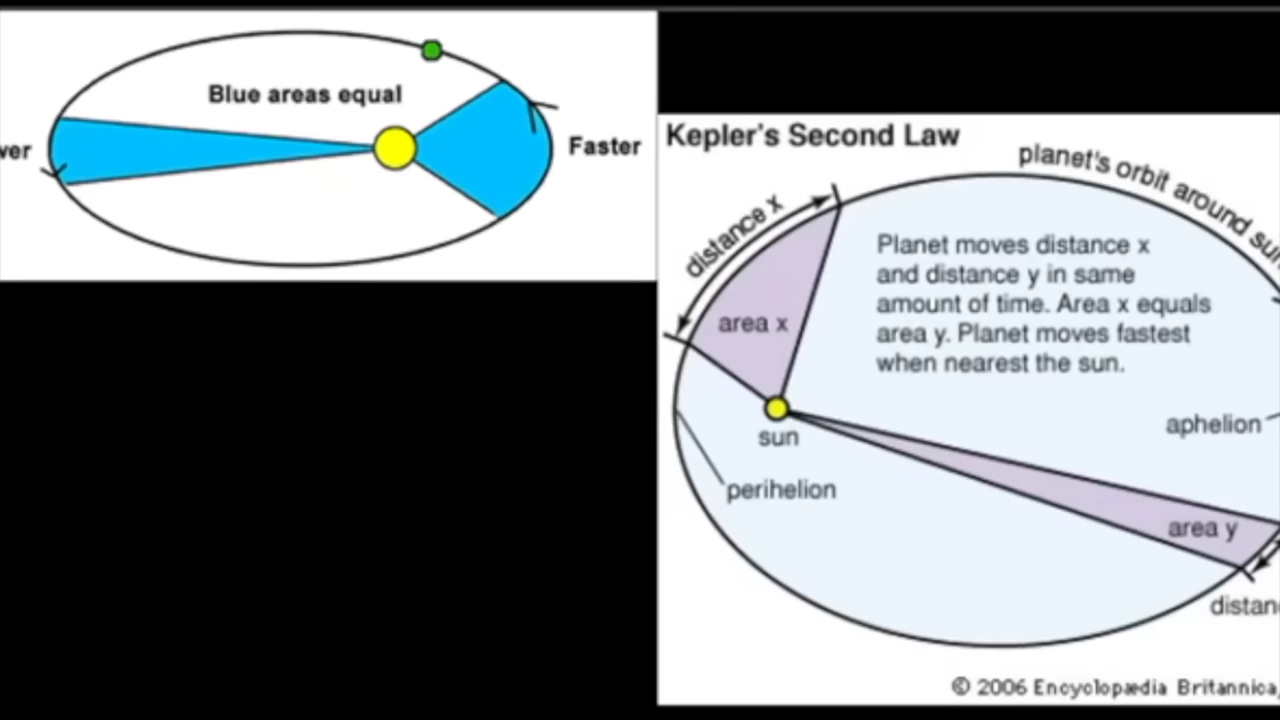 Blue areas equal
Faster
Kepler's Second Law
planet's orbit around
distance x
Planet moves distance x
and distance y in same
amount of time. Area x equals
area y. Planet moves fastest
when nearest the sun.
area x
sun
aphelion
perihelion
area y
© 2006 Encyclopædia Britannica,